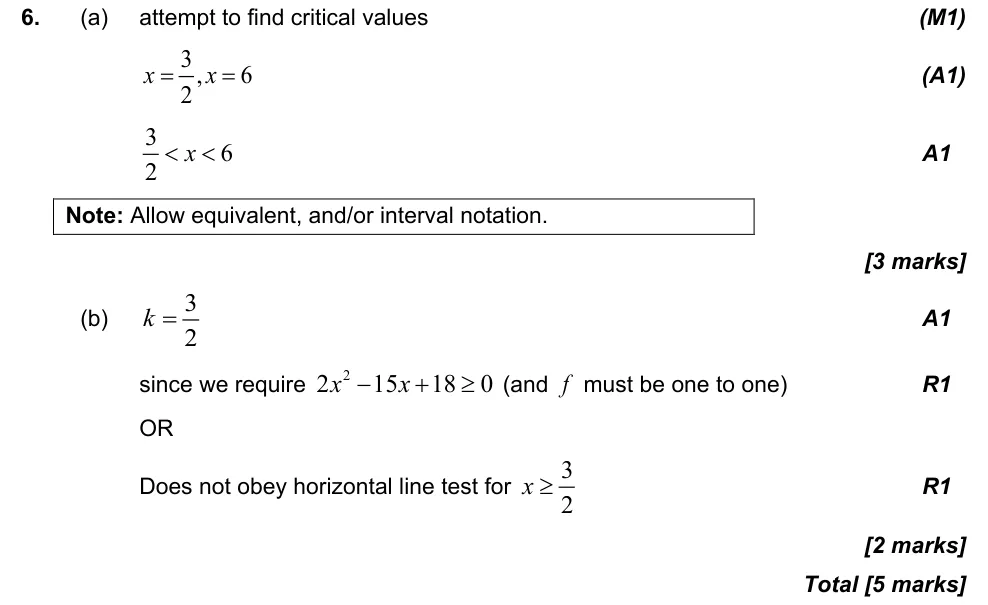 6. (a) attempt to find critical values (M1)
x = 3/2, x = 6 (A1)
3/2 < x < 6 A1
Note: Allow equivalent, and/or interval notation.
[3 marks]
(b) k = 3/2 A1
since we require 2x² −15x +18 ≥ 0 (and f must be one to one) R1
OR
Does not obey horizontal line test for x ≥ 3/2 R1
[2 marks]
Total [5 marks]